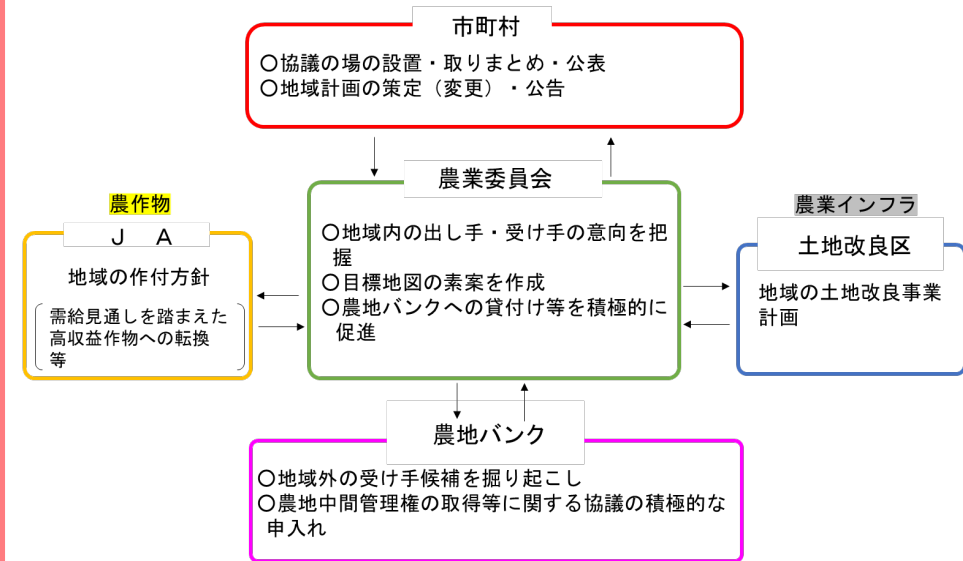 市町村
〇協議の場の設置・取りまとめ・公表
〇地域計画の策定（変更）・公告
農業委員会
〇地域内の出し手・受け手の意向を把
握
〇目標地図の素案を作成
〇農地バンクへの貸付け等を積極的に
促進
農作物
Ｊ Ａ
地域の作付方針
需給見通しを踏まえた
高収益作物への転換
等
農業インフラ
土地改良区
地域の土地改良事業
計画
農地バンク
〇地域外の受け手候補を掘り起こし
〇農地中間管理権の取得等に関する協議の積極的な
申入れ